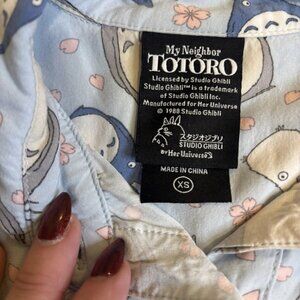 My Neighbor
TOTORO
Licensed by Studio Ghibli
Studio Ghibli™ is a trademark
of Studio Ghibli Inc.
Manufactured for Her Universe
© 1988 Studio Ghibli
スタジオジブリ
STUDIO GHIBLI
BY Her Universe
MADE IN CHINA
XS